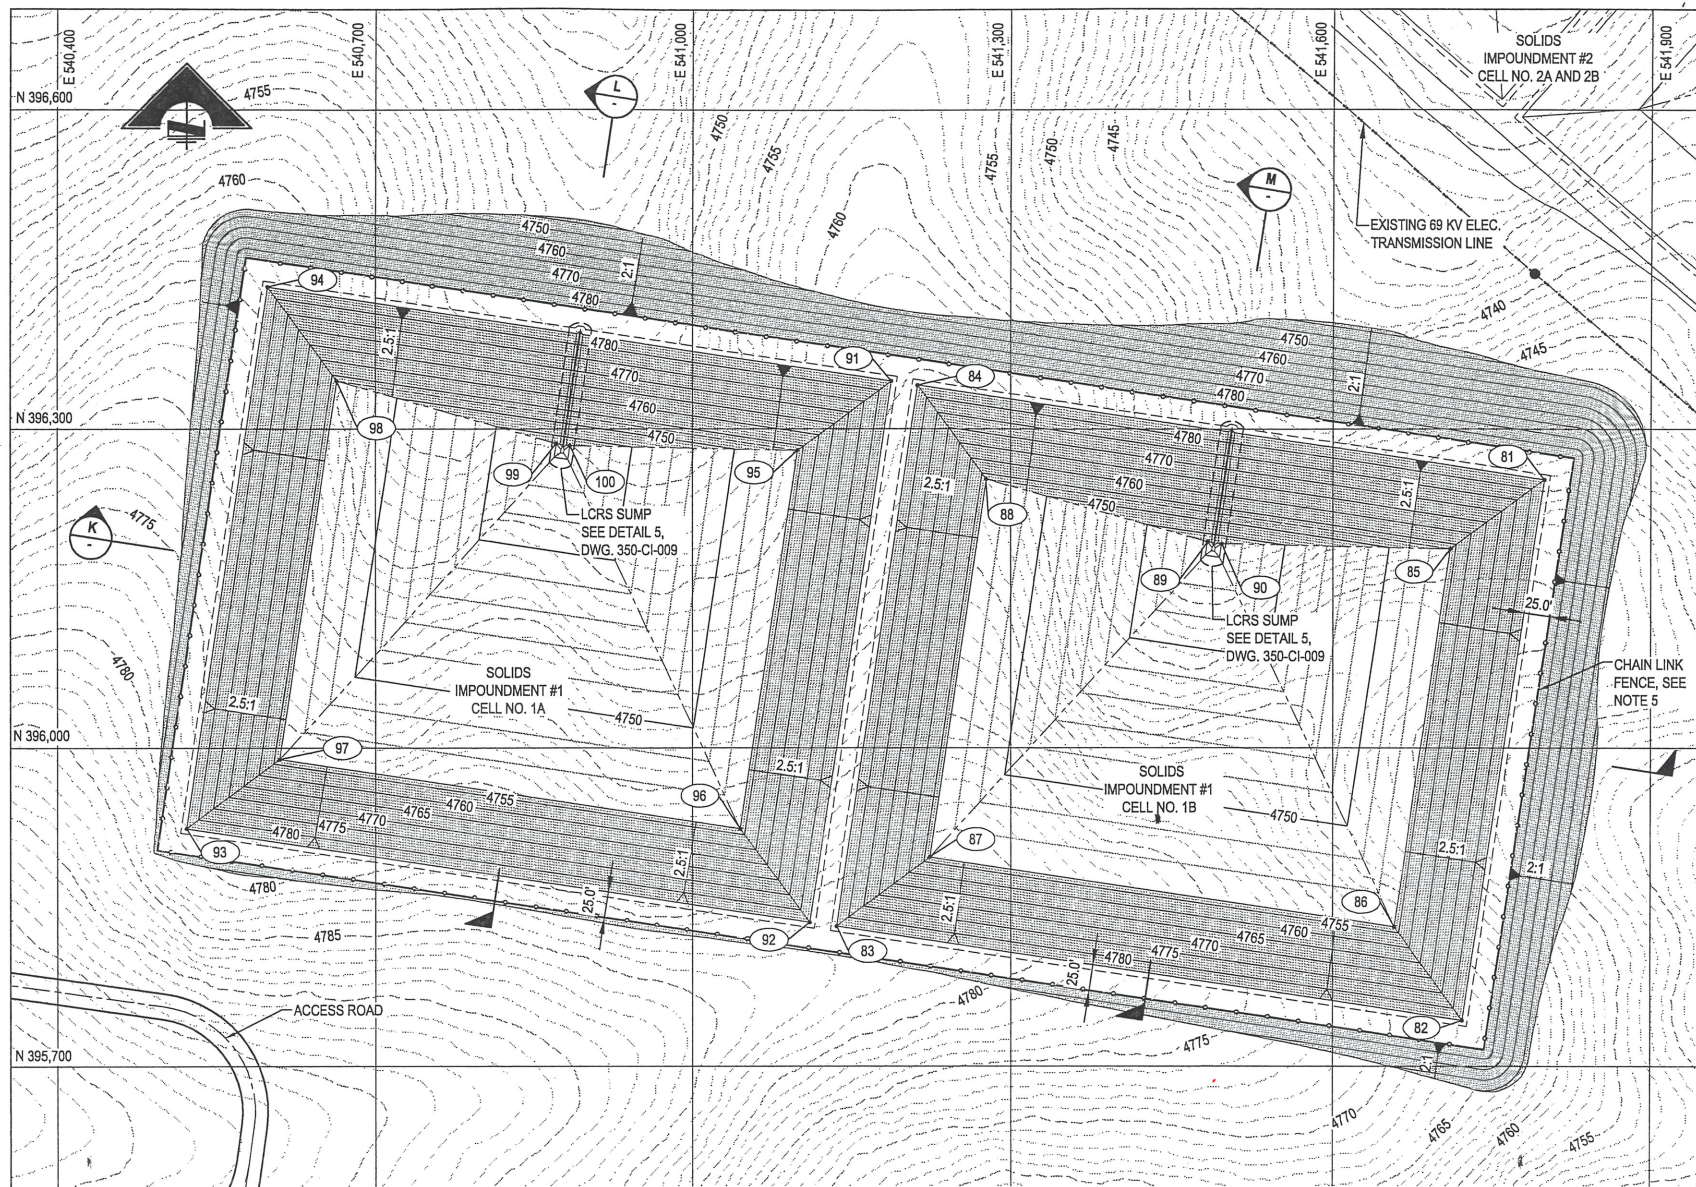 E 540,400
E 540,700
E 541,000
E 541,300
E 541,600
E 541,900
SOLIDS
IMPOUNDMENT #2
CELL NO. 2A AND 2B
N 396,600
N
4755
L
-
4750
4755
4755
4750
4745
4760
M
-
4760
EXISTING 69 KV ELEC.
TRANSMISSION LINE
4750
4760
4770
4780
2:1
94
4740
4745
4750
4760
4770
4780
2:1
2.5:1
4780
4770
4760
4750
91
84
N 396,300
98
99
100
95
4780
4770
4760
4750
2.5:1
81
2.5:1
88
LCRS SUMP
SEE DETAIL 5,
DWG. 350-CI-009
K
-
4775
89
90
85
25.0'
LCRS SUMP
SEE DETAIL 5,
DWG. 350-CI-009
4780
SOLIDS
IMPOUNDMENT #1
CELL NO. 1A
CHAIN LINK
FENCE, SEE
NOTE 5
2.5:1
4750
N 396,000
97
2.5:1
SOLIDS
IMPOUNDMENT #1
CELL NO. 1B
96
4755
4760
4765
4770
4775
4780
4750
87
2.5:1
2:1
93
2.5:1
4780
25.0'
86
2.5:1
4755
4760
4765
4770
4775
4780
4785
92
83
25.0'
4780
82
ACCESS ROAD
4775
2:1
N 395,700
4770
4765
4760
4755